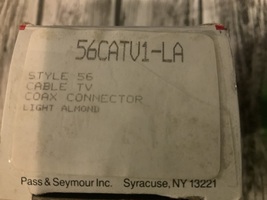 56CATV1-LA
STYLE 56
CABLE TV
COAX CONNECTOR
LIGHT ALMOND
Pass & Seymour Inc. Syracuse, NY 13221